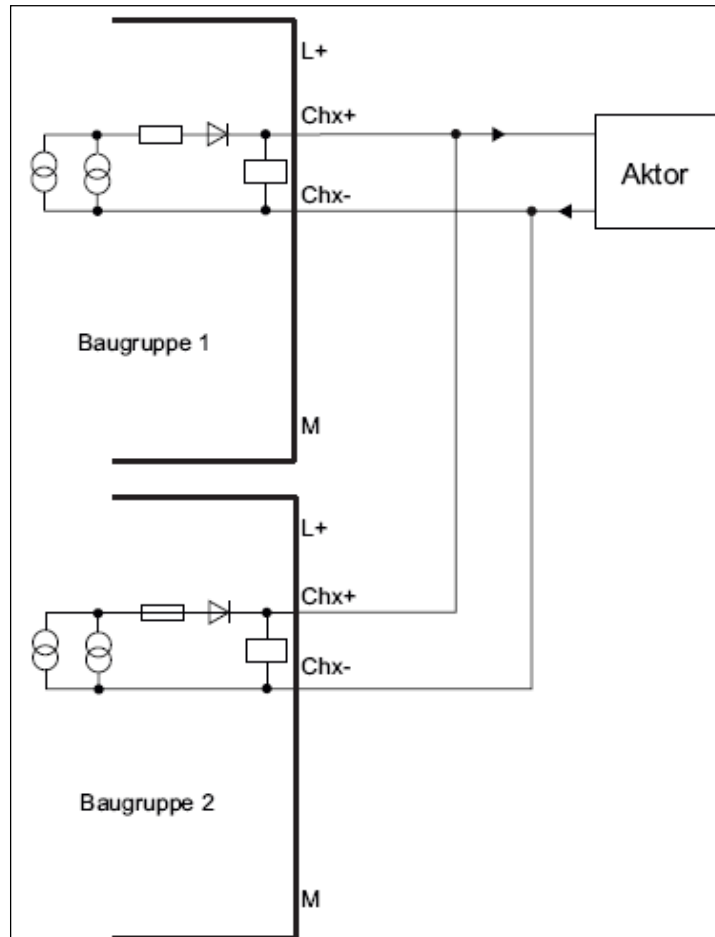 L+
Chx+
Aktor
Chx-
Baugruppe 1
M
L+
Chx+
Chx-
Baugruppe 2
M